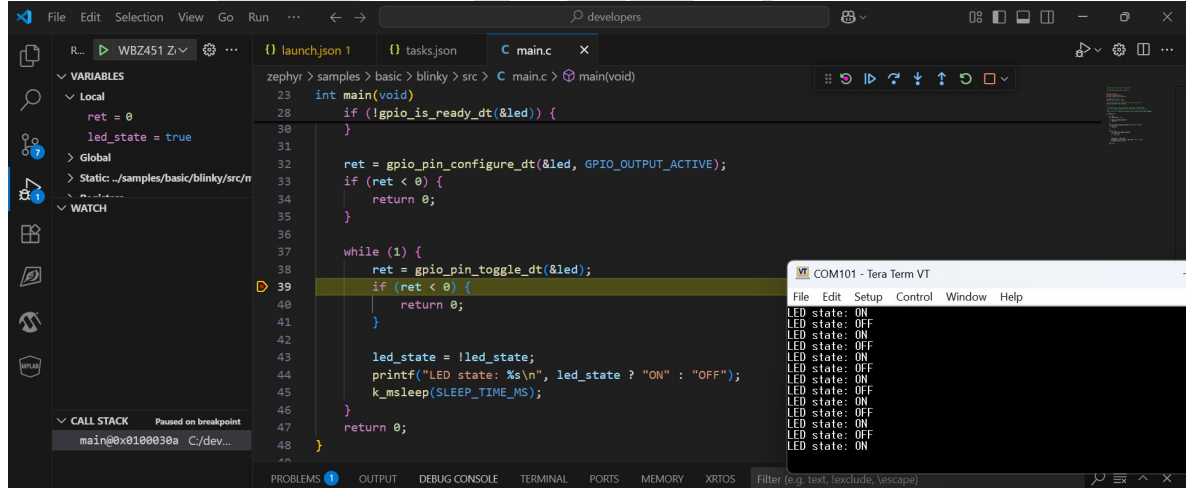 File Edit Selection View Go Run ··· developers
R... WBZ451 Z ···
launch.json 1 tasks.json C main.c
VARIABLES
Local
ret = 0
led_state = true
Global
Static: ../samples/basic/blinky/src/m
WATCH
CALL STACK Paused on breakpoint
main@0x0100030a C:/dev...
7
1
MPLAB
zephyr > samples > basic > blinky > src > C main.c > main(void)
23 int main(void)
28 if (!gpio_is_ready_dt(&led)) {
30 }
31
32 ret = gpio_pin_configure_dt(&led, GPIO_OUTPUT_ACTIVE);
33 if (ret < 0) {
34 return 0;
35 }
36
37 while (1) {
38 ret = gpio_pin_toggle_dt(&led);
39 if (ret < 0) {
40 return 0;
41 }
42
43 led_state = !led_state;
44 printf("LED state: %s\n", led_state ? "ON" : "OFF");
45 k_msleep(SLEEP_TIME_MS);
46 }
47 return 0;
48 }
COM101 - Tera Term VT
File Edit Setup Control Window Help
LED state: ON
LED state: OFF
LED state: ON
LED state: OFF
LED state: ON
LED state: OFF
LED state: ON
LED state: OFF
LED state: ON
LED state: OFF
LED state: ON
LED state: OFF
LED state: ON
PROBLEMS 1 OUTPUT DEBUG CONSOLE TERMINAL PORTS MEMORY XRTOS Filter (e.g. text, !exclude, \escape)